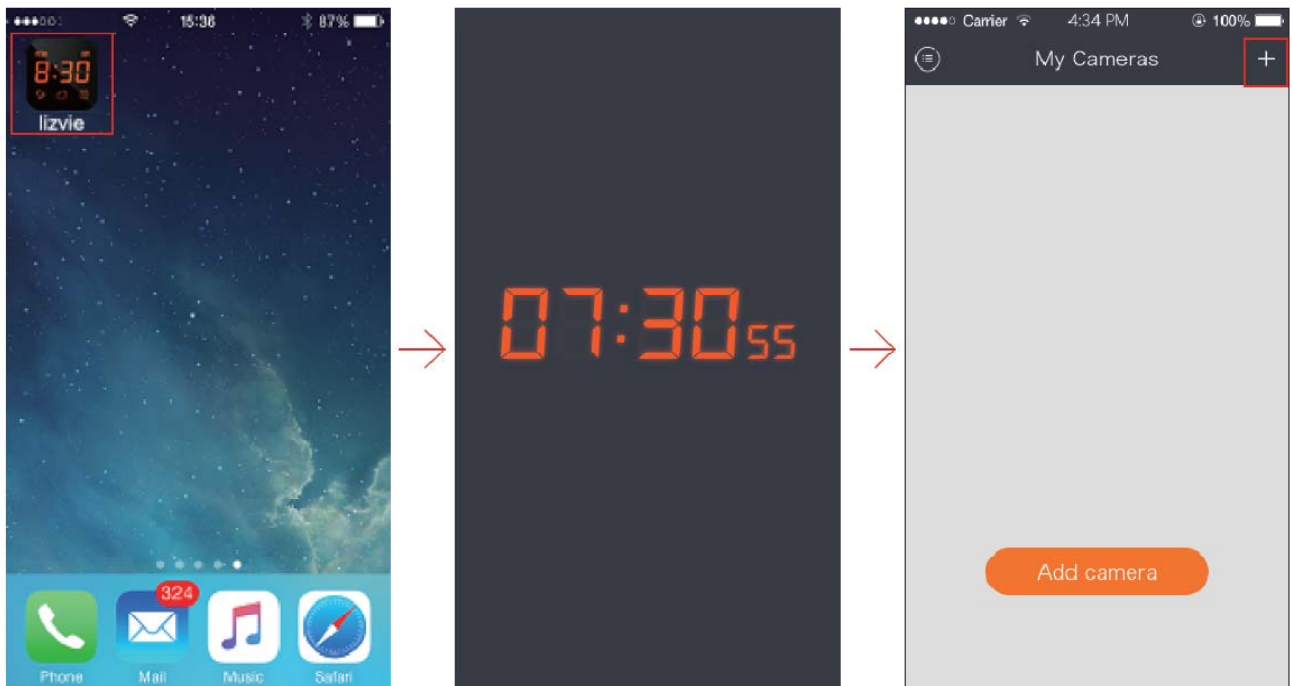 15:36 87%
8:30
lizvie
324
Phone Mail Music Safari
07:30 55
Carrier 4:34 PM 100%
My Cameras +
Add camera